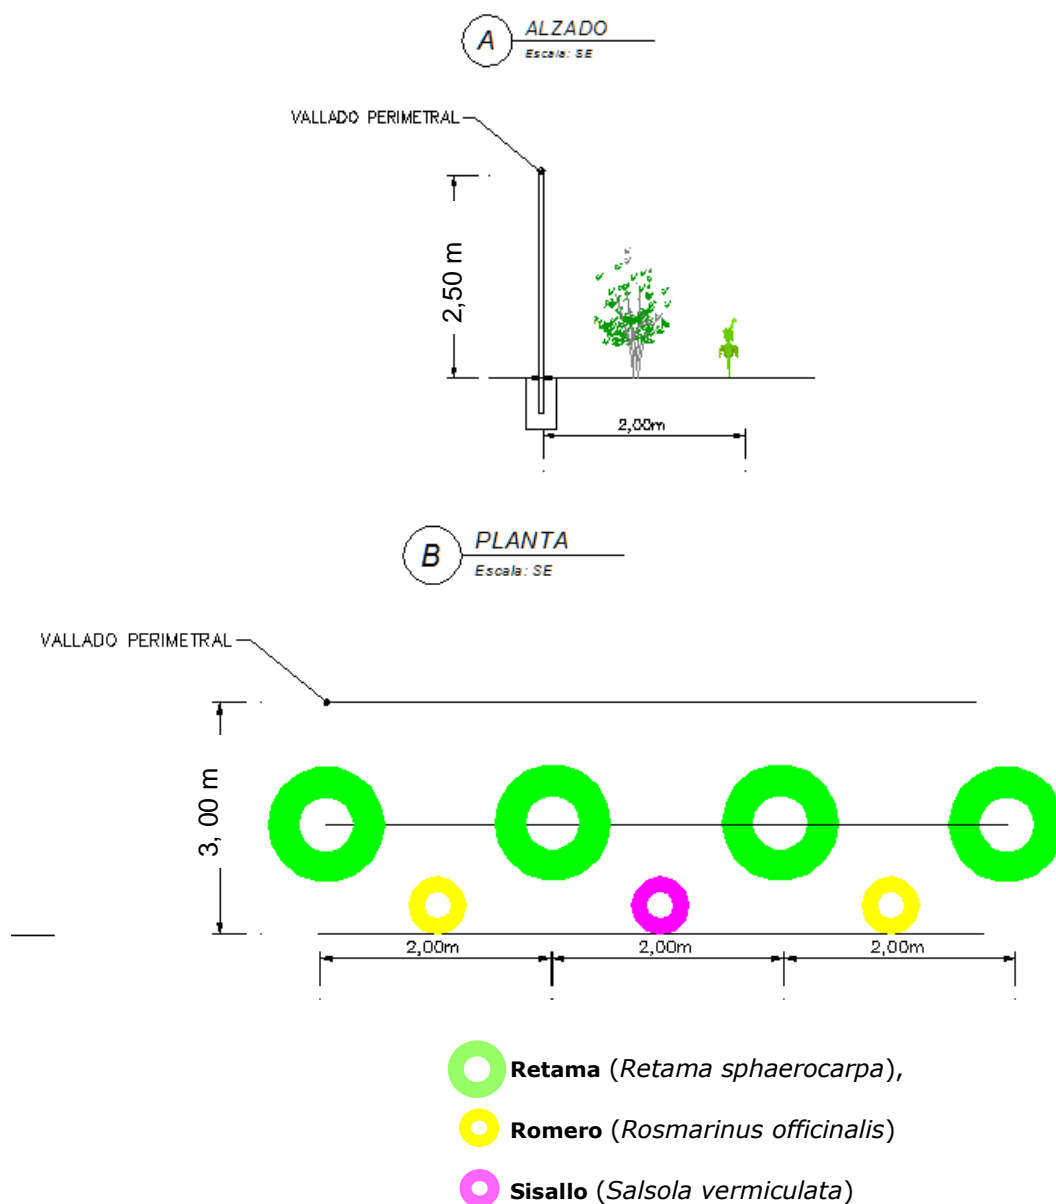 A ALZADO
Escala: SE
VALLADO PERIMETRAL
2,50 m
2,00m
B PLANTA
Escala: SE
VALLADO PERIMETRAL
3, 00 m
2,00m 2,00m 2,00m
Retama (Retama sphaerocarpa),
Romero (Rosmarinus officinalis)
Sisallo (Salsola vermiculata)